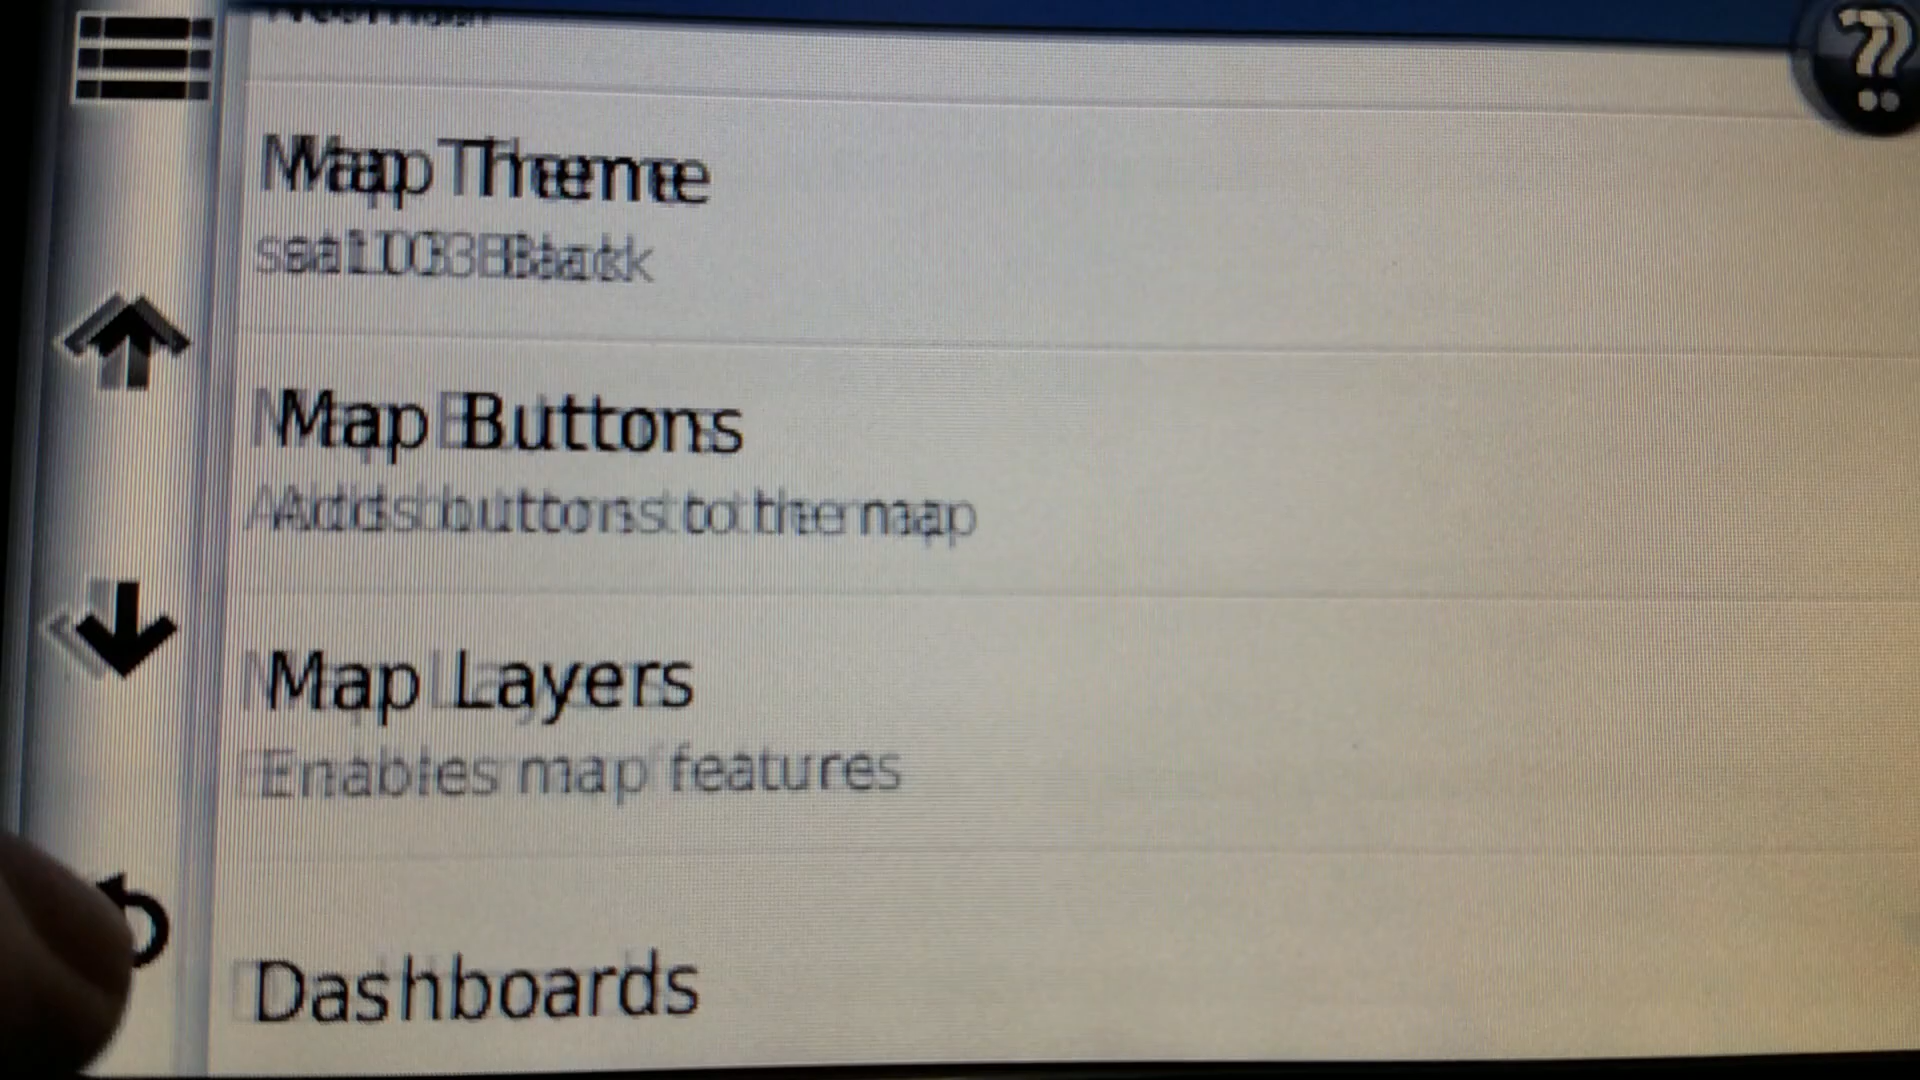 Map Theme
Map Buttons
Adds buttons to the map
Map Layers
Enables map features
Dashboards